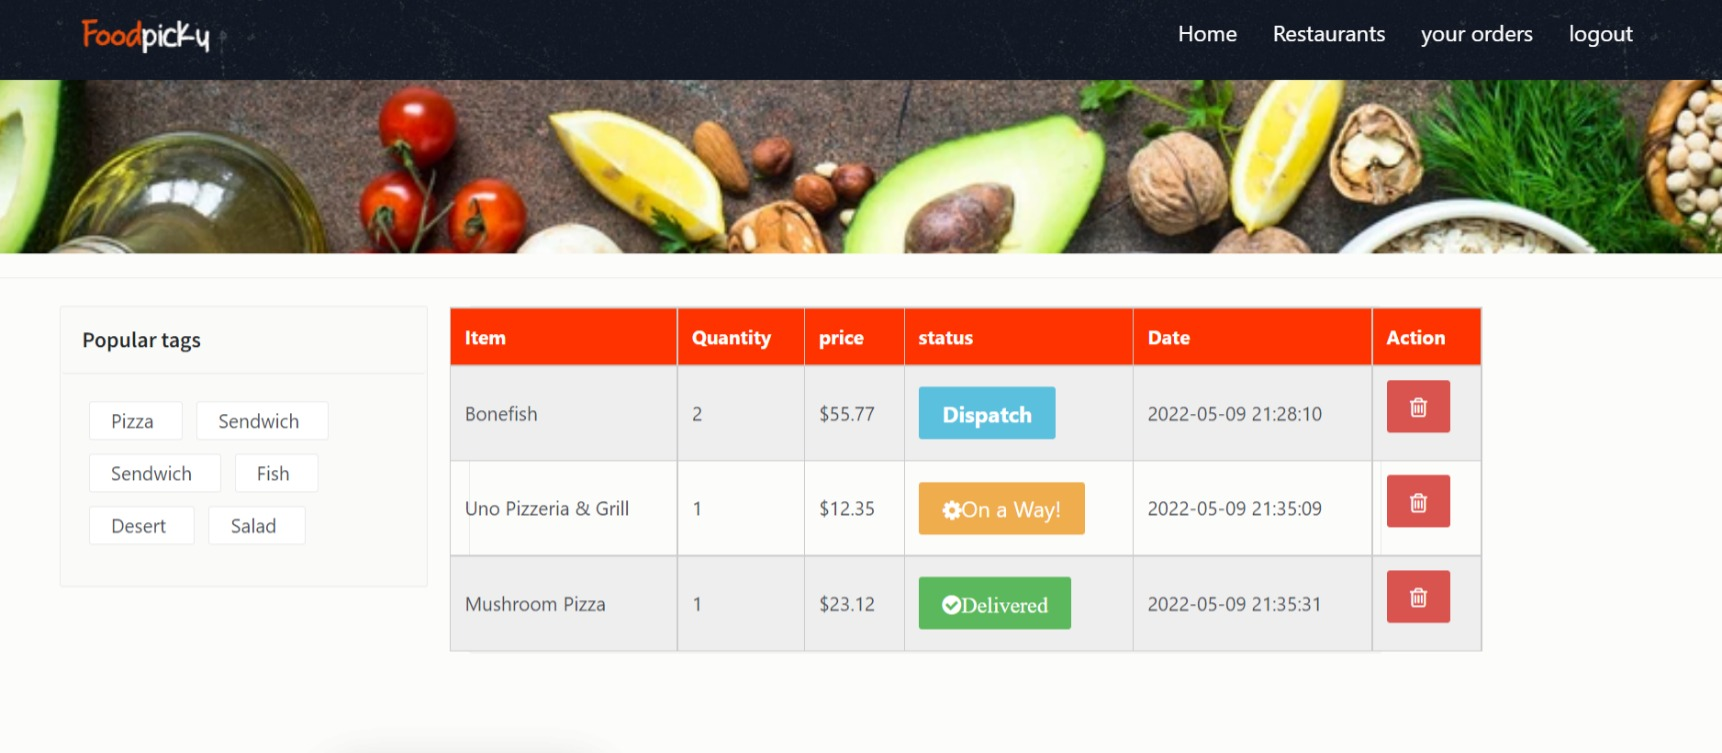 Foodpicky
Home Restaurants your orders logout
Popular tags
Pizza Sendwich
Sendwich Fish
Desert Salad
Item Quantity price status Date Action
Bonefish 2 $55.77 Dispatch 2022-05-09 21:28:10
Uno Pizzeria & Grill 1 $12.35 On a Way! 2022-05-09 21:35:09
Mushroom Pizza 1 $23.12 Delivered 2022-05-09 21:35:31